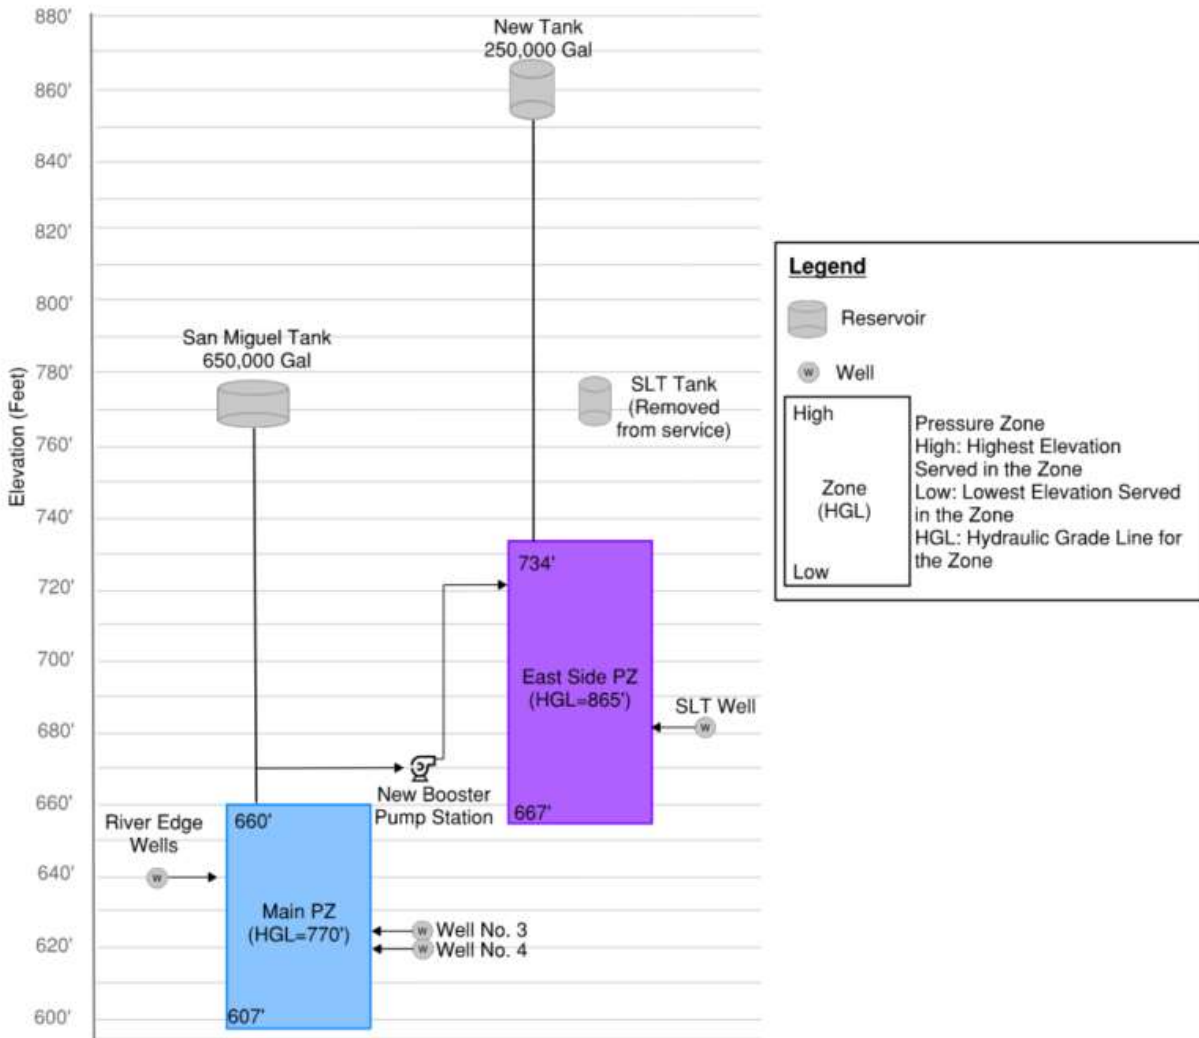 880'
860'
840'
820'
800'
780'
760'
740'
720'
700'
680'
660'
640'
620'
600'
Elevation (Feet)
New Tank
250,000 Gal
San Miguel Tank
650,000 Gal
SLT Tank
(Removed
from service)
734'
East Side PZ
(HGL=865')
667'
SLT Well
W
New Booster
Pump Station
River Edge
Wells
W
660'
Main PZ
(HGL=770')
607'
W Well No. 3
W Well No. 4
Legend
Reservoir
W Well
High
Zone
(HGL)
Low
Pressure Zone
High: Highest Elevation
Served in the Zone
Low: Lowest Elevation Served
in the Zone
HGL: Hydraulic Grade Line for
the Zone